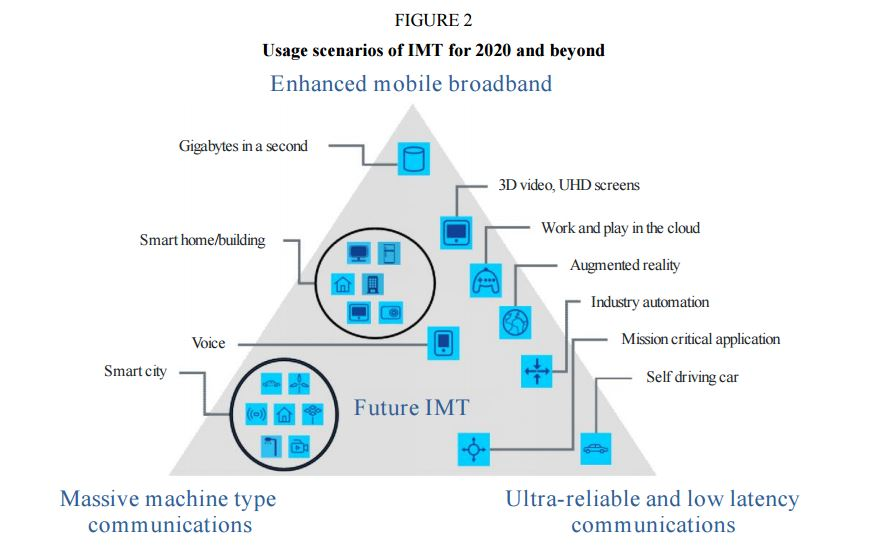 FIGURE 2
Usage scenarios of IMT for 2020 and beyond
Enhanced mobile broadband
Gigabytes in a second
3D video, UHD screens
Smart home/building
Work and play in the cloud
Augmented reality
Industry automation
Voice
Mission critical application
Smart city
Self driving car
Future IMT
Massive machine type
communications
Ultra-reliable and low latency
communications